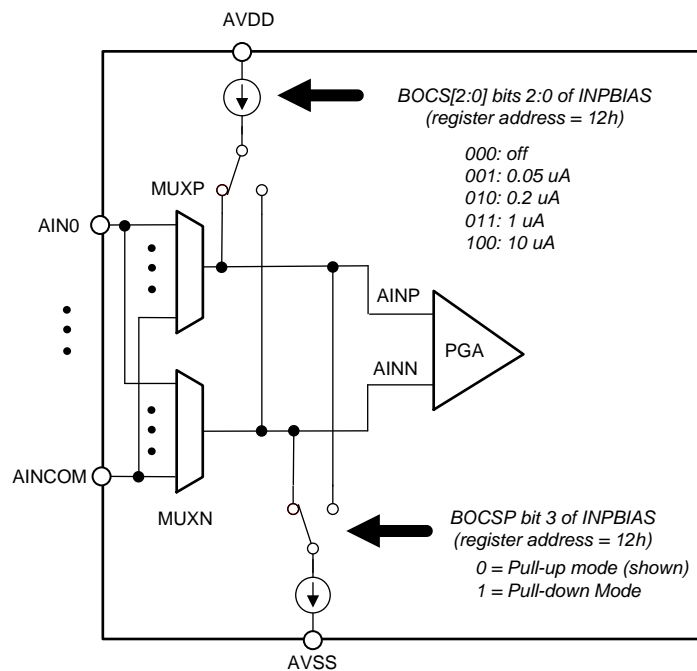 AVDD
BOCS[2:0] bits 2:0 of INPBIAS
(register address = 12h)
000: off
001: 0.05 uA
010: 0.2 uA
011: 1 uA
100: 10 uA
MUXP
AIN0
AINP
PGA
AINN
AINCOM
MUXN
BOCSP bit 3 of INPBIAS
(register address = 12h)
0 = Pull-up mode (shown)
1 = Pull-down Mode
AVSS